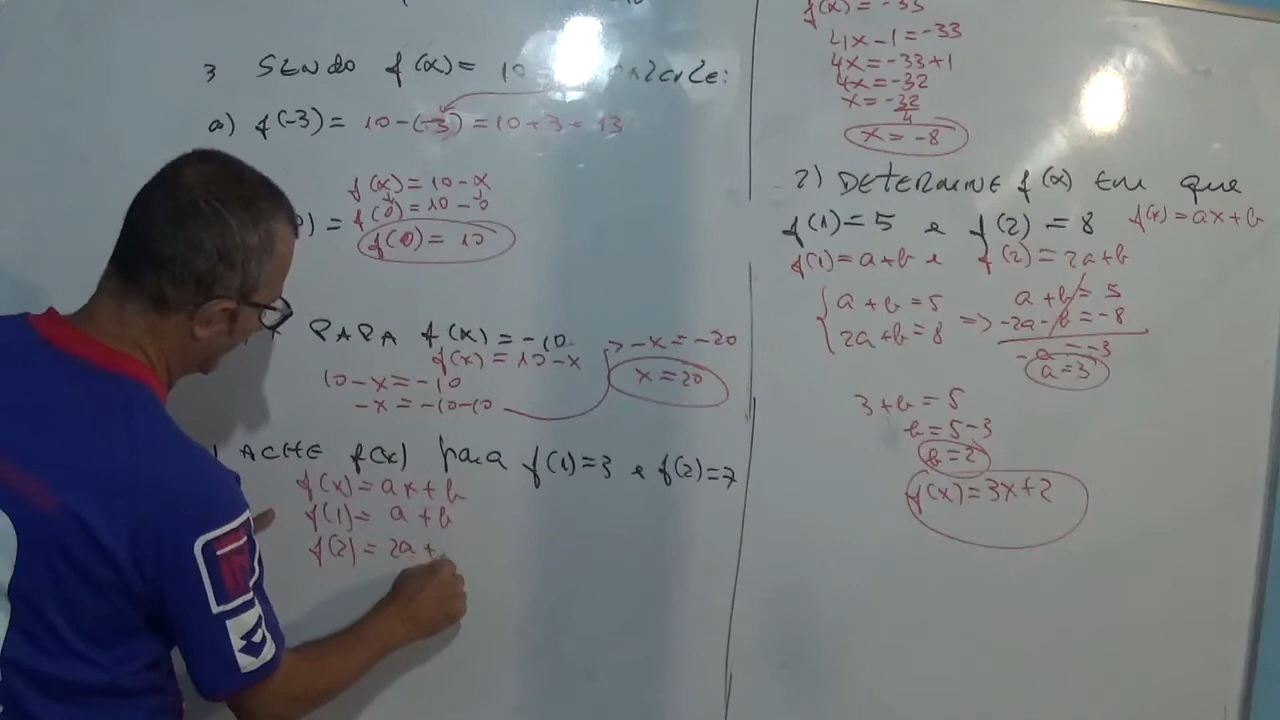 3 SENDO f(x) = 10
a) f(-3) = 10-(-3) = 10+3 = 13
f(x) = 10-x
) = f(0) = 10-0
f(0) = 10
PARA f(x) = -10
f(x) = 10-x
10-x = -10
-x = -10-10
-x = -20
x = 20
ACHE f(x) para f(1)=3 e f(2)=7
f(x) = ax+b
f(1) = a+b
f(2) = 2a+
f(x) = -33
4x-1 = -33
4x = -33+1
4x = -32
x = -32/4
x = -8
2) DETERMINE f(x) Em que
f(1) = 5 e f(2) = 8 f(x) = ax+b
f(1) = a+b e f(2) = 2a+b
{ a+b = 5
2a+b = 8 => 
a+b = 5
-2a-b = -8
-a = -3
a = 3
3+b = 5
b = 5-3
b = 2
f(x) = 3x+2